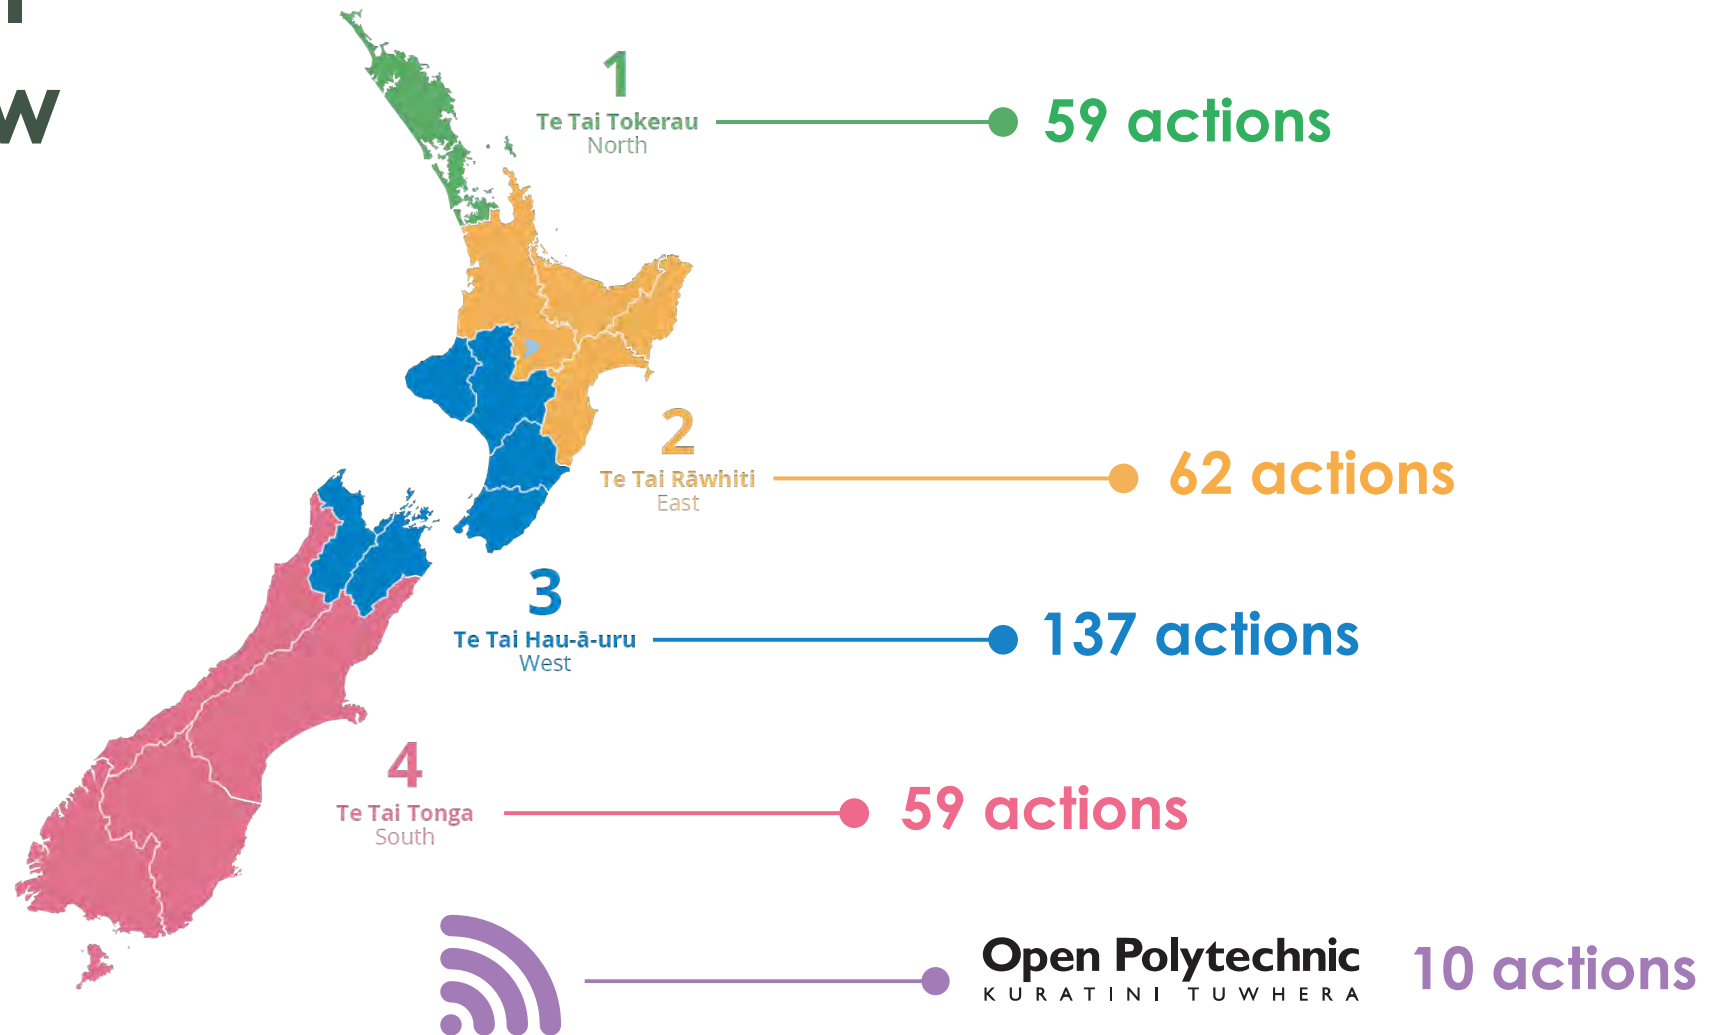 w
1
Te Tai Tokerau
North
59 actions
2
Te Tai Rāwhiti
East
62 actions
3
Te Tai Hau-ā-uru
West
137 actions
4
Te Tai Tonga
South
59 actions
Open Polytechnic
KURATINI TUWHERA
10 actions